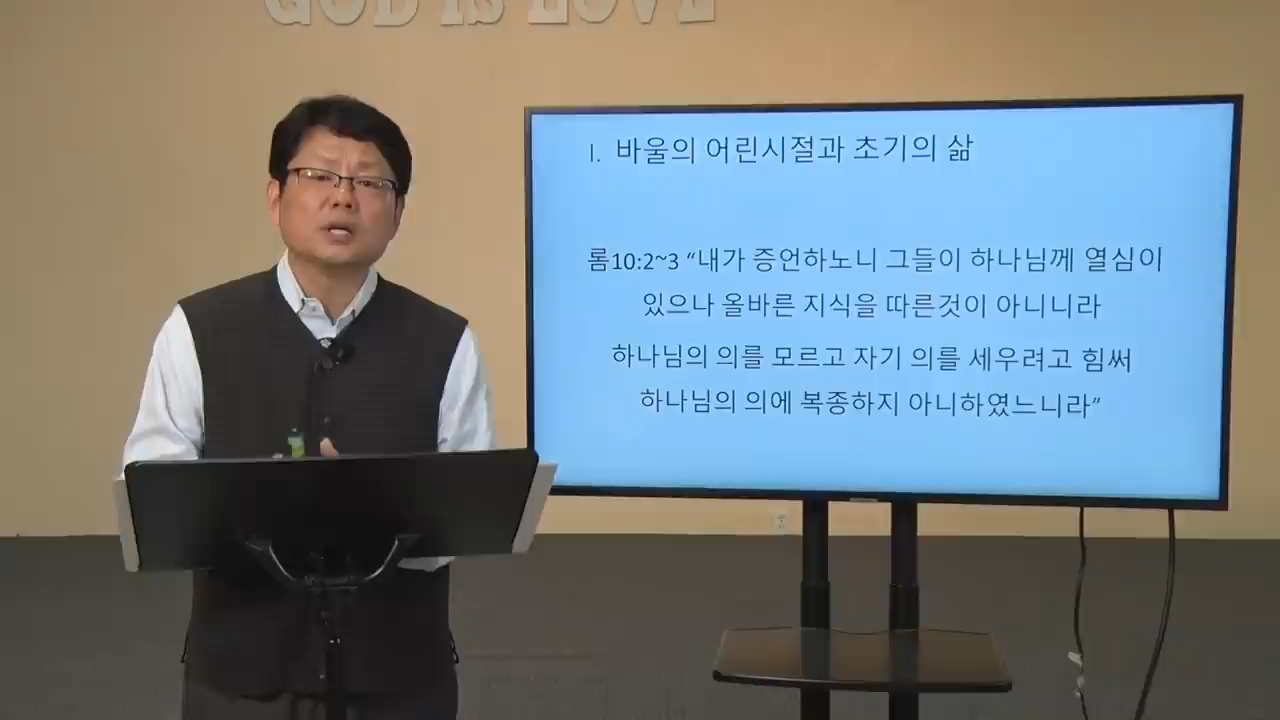 GOD IS LOVE
I. 바울의 어린시절과 초기의 삶
롬10:2~3 “내가 증언하노니 그들이 하나님께 열심이
있으나 올바른 지식을 따른것이 아니니라
하나님의 의를 모르고 자기 의를 세우려고 힘써
하나님의 의에 복종하지 아니하였느니라”